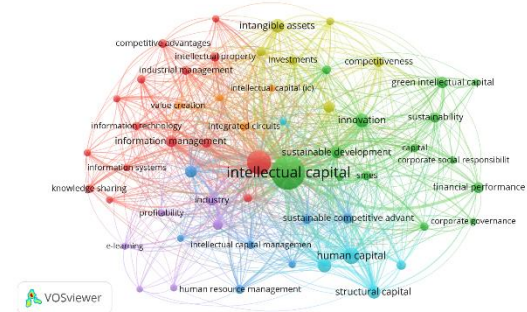 intangible assets
competitive advantages
intellectual property
investments
competitiveness
industrial management
green intellectual capital
intellectual capital (ic)
value creation
sustainability
innovation
information technology
integrated circuits
information management
sustainable development
capital
corporate social responsibilit
information systems
intellectual capital
smes
knowledge sharing
financial performance
industry
profitability
sustainable competitive advant
corporate governance
e-learning
intellectual capital managemen
human capital
human resource management
structural capital
VOSviewer